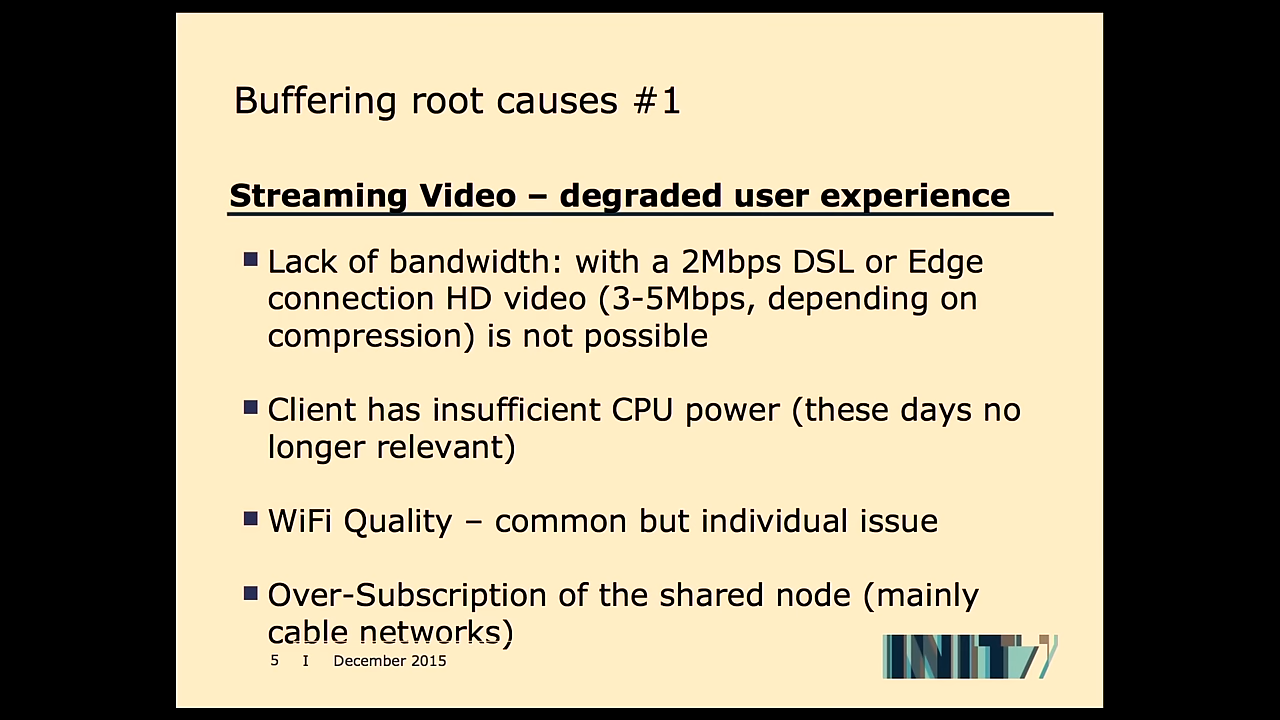 Buffering root causes #1
Streaming Video – degraded user experience
Lack of bandwidth: with a 2Mbps DSL or Edge
connection HD video (3-5Mbps, depending on
compression) is not possible
Client has insufficient CPU power (these days no
longer relevant)
WiFi Quality – common but individual issue
Over-Subscription of the shared node (mainly
cable networks)
5 I December 2015
INIT7